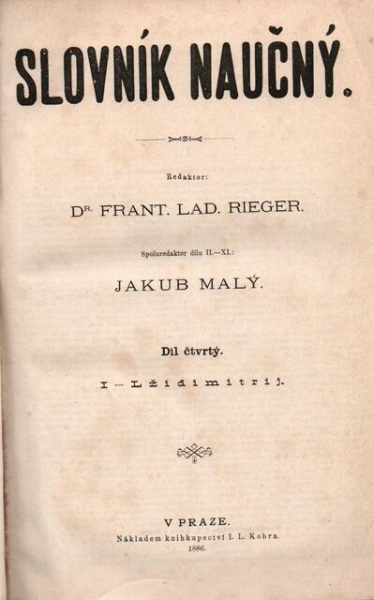 SLOVNÍK NAUČNÝ.
Redaktor:
DR. FRANT. LAD. RIEGER.
Spoluredaktor dílu II.—XI.:
JAKUB MALÝ.
Díl čtvrtý.
I — Lžidimitrij.
V PRAZE.
Nákladem knihkupectví I. L. Kobra.
1886.